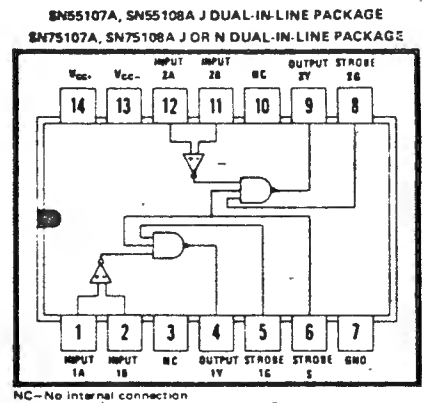 SN55107A, SN55108A J DUAL-IN-LINE PACKAGE
SN75107A, SN75108A J OR N DUAL-IN-LINE PACKAGE
VCC+ VCC- INPUT 2A INPUT 2B NC OUTPUT 2Y STROBE 2G
14 13 12 11 10 9 8
1 2 3 4 5 6 7
INPUT 1A INPUT 1B NC OUTPUT 1Y STROBE 1G STROBE S GND
NC—No internal connection